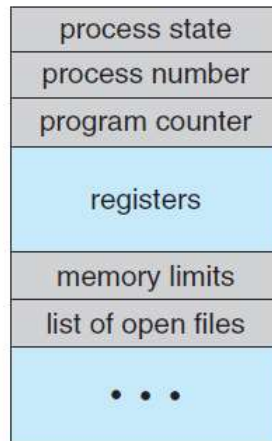 process state
process number
program counter
registers
memory limits
list of open files
• • •